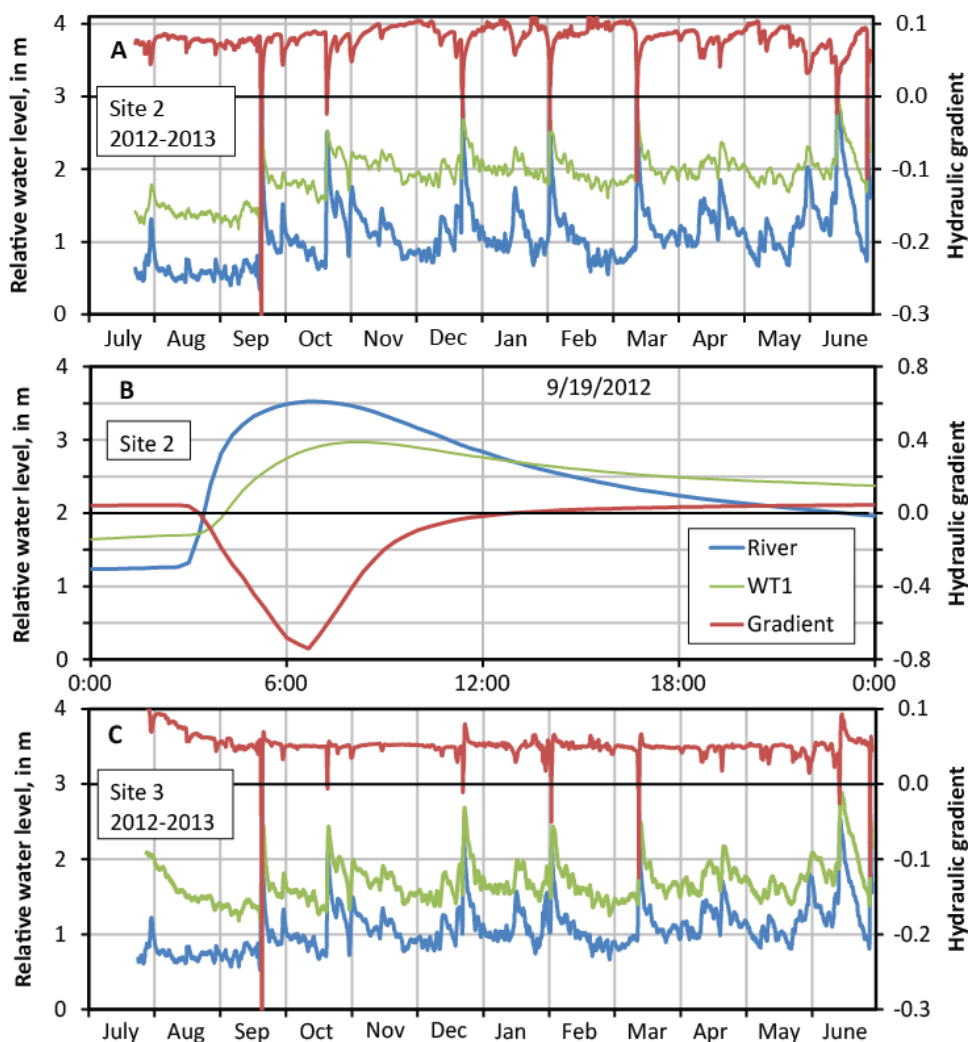 A
Site 2
2012-2013
Relative water level, in m
4
3
2
1
0
0.1
0.0
-0.1
-0.2
-0.3
Hydraulic gradient
July Aug Sep Oct Nov Dec Jan Feb Mar Apr May June
B
9/19/2012
Site 2
Relative water level, in m
4
3
2
1
0
0.8
0.4
0.0
-0.4
-0.8
Hydraulic gradient
River
WT1
Gradient
0:00 6:00 12:00 18:00 0:00
C
Site 3
2012-2013
Relative water level, in m
4
3
2
1
0
0.1
0.0
-0.1
-0.2
-0.3
Hydraulic gradient
July Aug Sep Oct Nov Dec Jan Feb Mar Apr May June